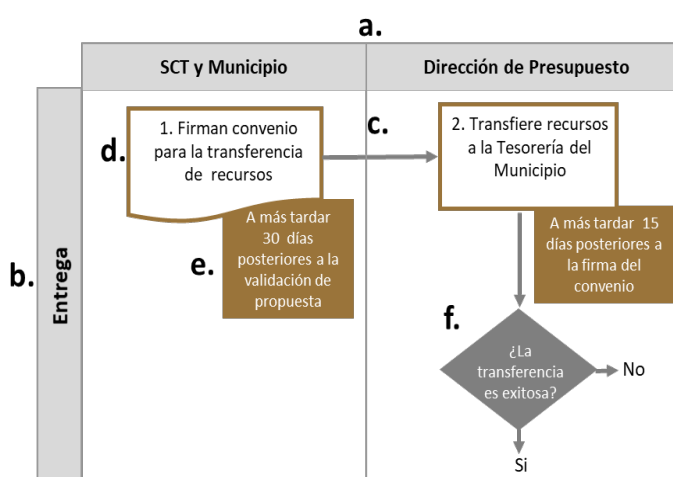 a.
SCT y Municipio
Dirección de Presupuesto
b.
Entrega
d.
1. Firman convenio
para la transferencia
de recursos
c.
2. Transfiere recursos
a la Tesorería del
Municipio
e.
A más tardar
30 días
posteriores a la
validación de
propuesta
A más tardar 15
días posteriores a
la firma del
convenio
f.
¿La
transferencia
es exitosa?
No
Si